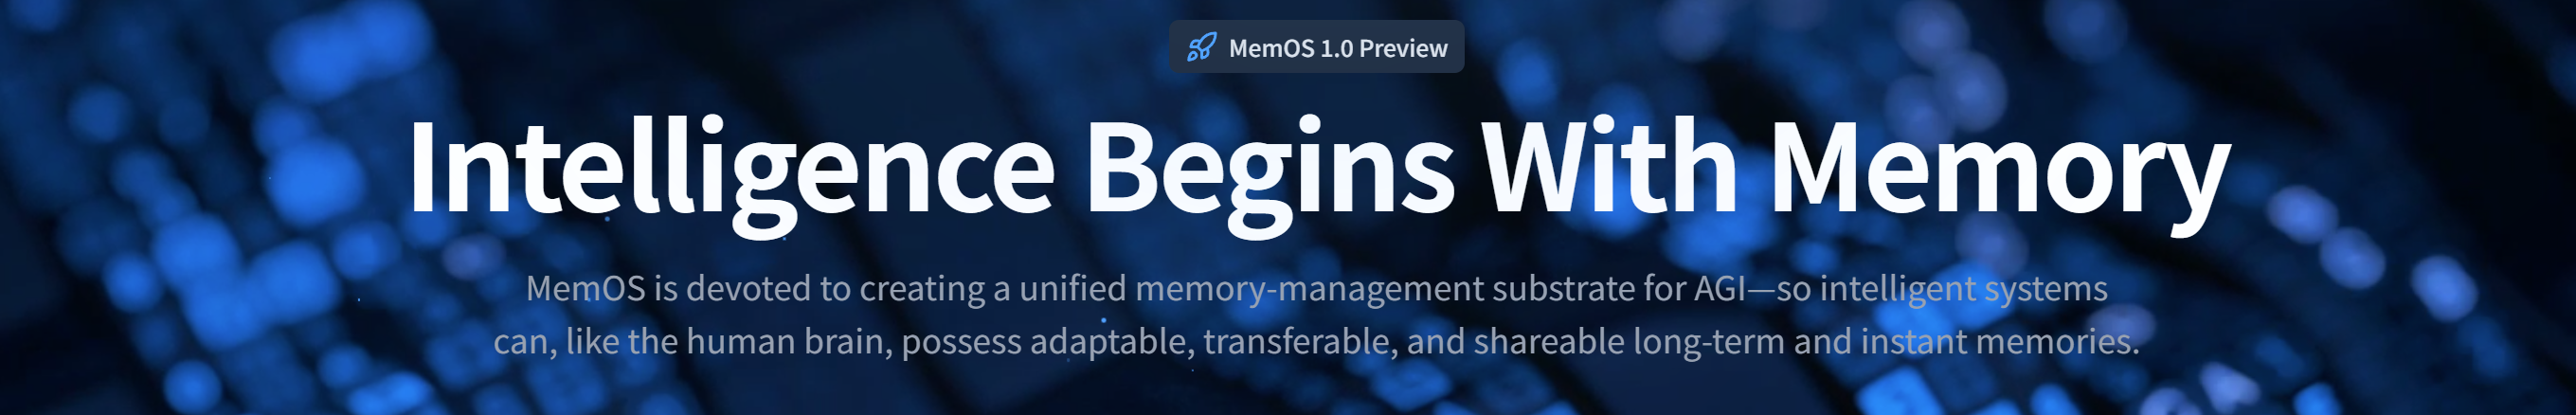 MemOS 1.0 Preview
Intelligence Begins With Memory
MemOS is devoted to creating a unified memory-management substrate for AGI—so intelligent systems
can, like the human brain, possess adaptable, transferable, and shareable long-term and instant memories.